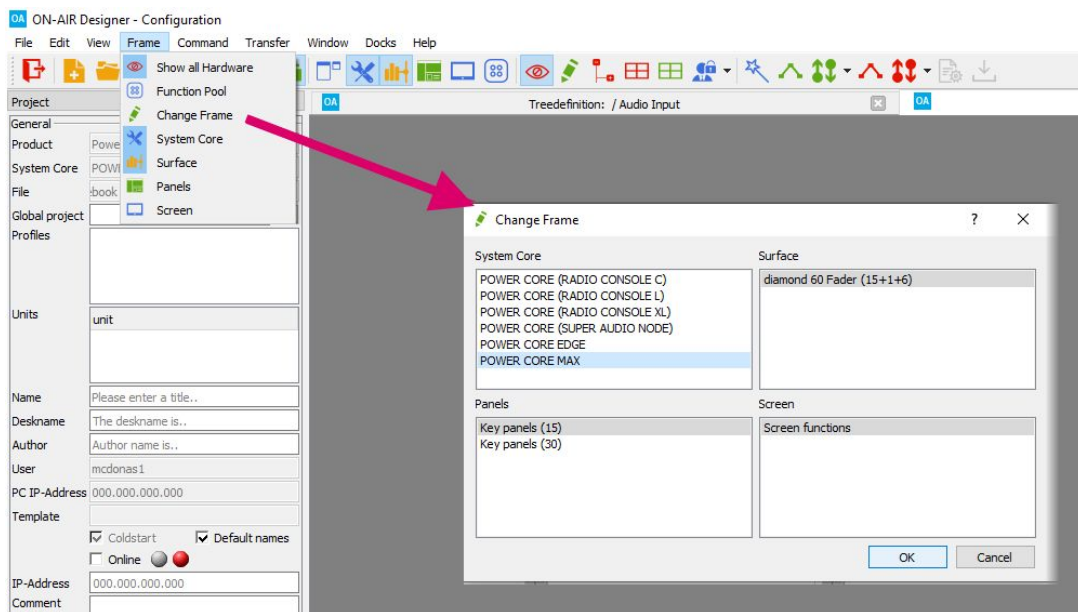 OA ON-AIR Designer - Configuration
File Edit View Frame Command Transfer Window Docks Help
Show all Hardware
Function Pool
Change Frame
System Core
Surface
Panels
Screen
Project
General
Product Powe
System Core POWE
File ebook
Global project
Profiles
Units unit
Name Please enter a title..
Deskname The deskname is..
Author Author name is..
User mcdonas1
PC IP-Address 000.000.000.000
Template
Coldstart Default names
Online
IP-Address 000.000.000.000
Comment
OA Treedefinition: / Audio Input OA
Change Frame ?
System Core Surface
POWER CORE (RADIO CONSOLE C)
POWER CORE (RADIO CONSOLE L)
POWER CORE (RADIO CONSOLE XL)
POWER CORE (SUPER AUDIO NODE)
POWER CORE EDGE
POWER CORE MAX
diamond 60 Fader (15+1+6)
Panels Screen
Key panels (15)
Key panels (30)
Screen functions
OK Cancel